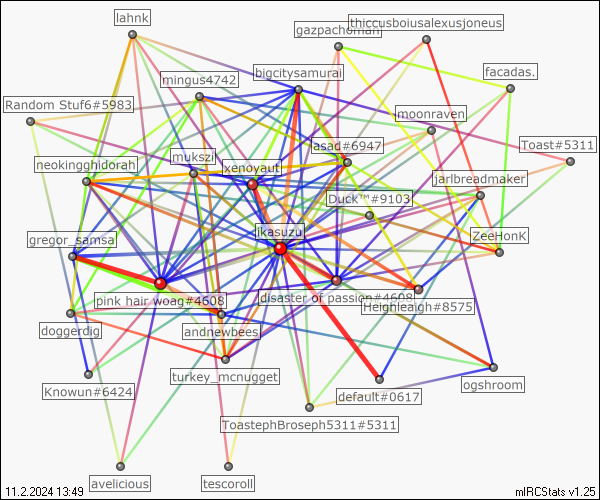 lahnk
thiccusboiusalexusjoneus
gazpachoman
bigcitysamurai
facadas.
mingus4742
Random Stuf6#5983
moonraven
asad#6947
Toast#5311
mukszi
neokingghidorah
xenoyaut
jarlbreadmaker
Duck™#9103
ikasuzu
ZeeHonK
gregor_samsa
pink hair woag#4608
disaster of passion#4608
Heighleaigh#8575
doggerdig
andnewbees
turkey_mcnugget
Knowun#6424
default#0617
ogshroom
ToastephBroseph5311#5311
avelicious
tescoroll
11.2.2024 13:49
mIRCStats v1.25